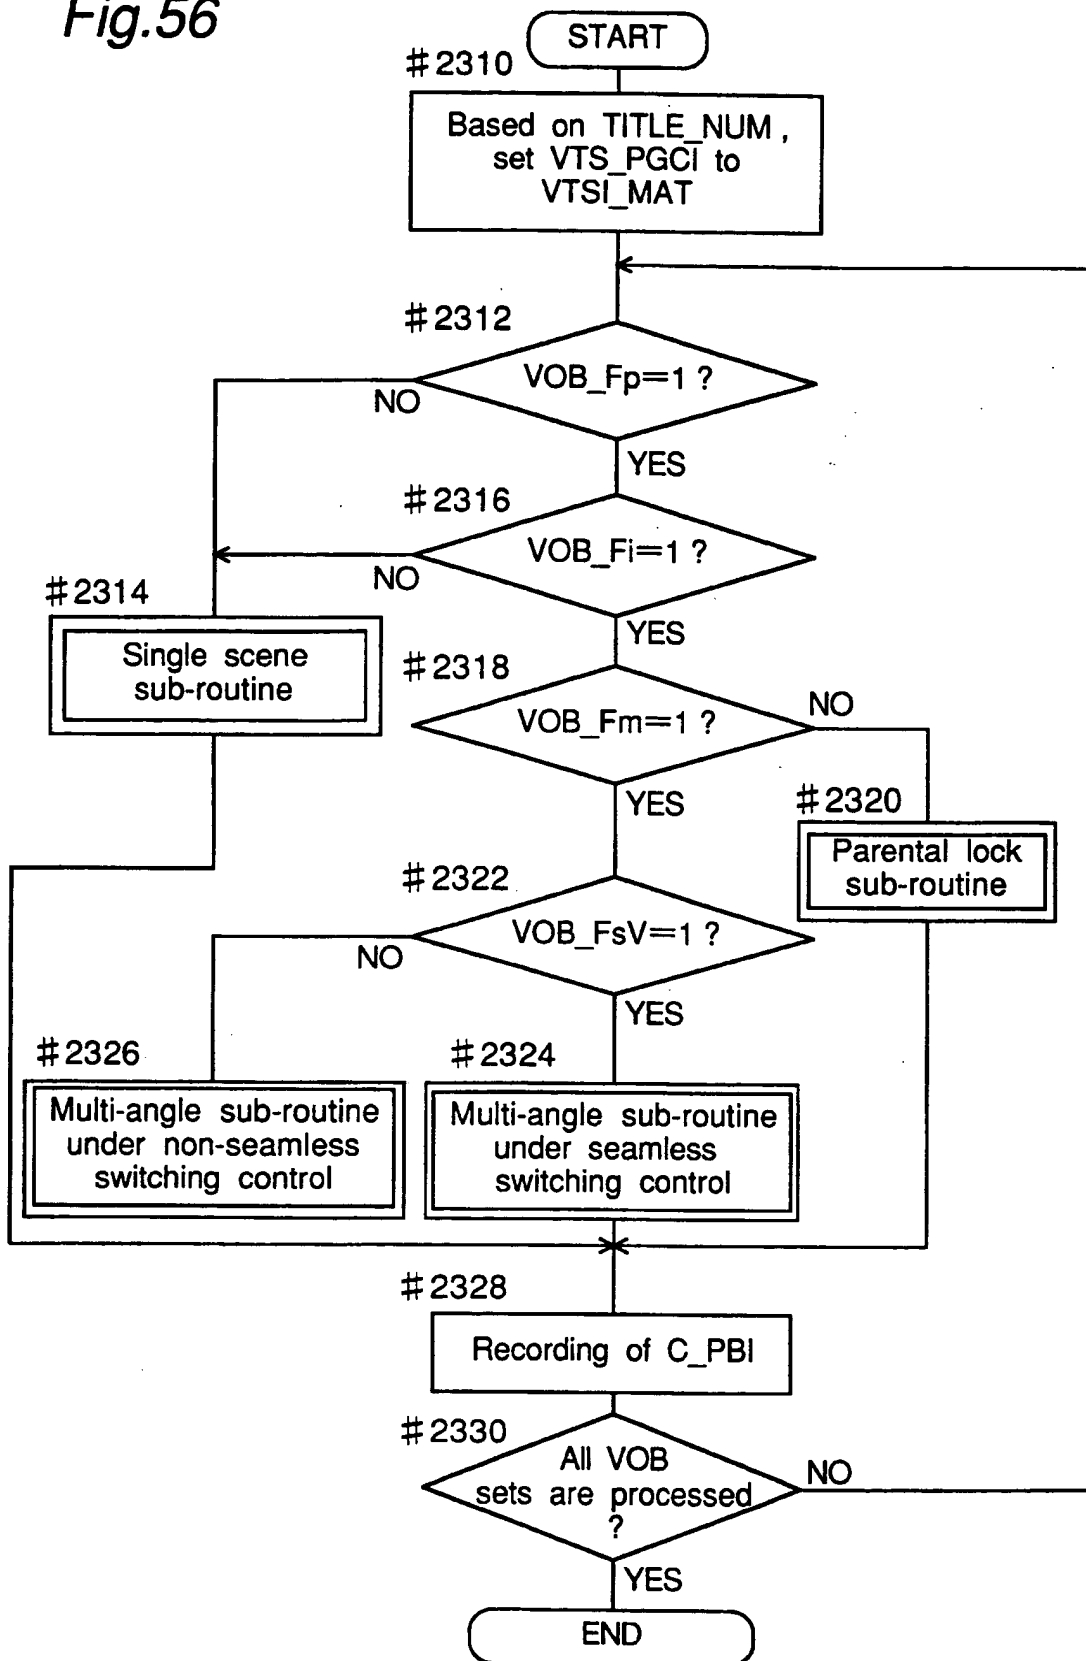 Fig.56
START
#2310
Based on TITLE_NUM,
set VTS_PGCI to
VTSI_MAT
#2312
VOB_Fp=1 ?
NO
YES
#2316
VOB_Fi=1 ?
NO
YES
#2314
Single scene
sub-routine
#2318
VOB_Fm=1 ?
NO
YES
#2320
Parental lock
sub-routine
#2322
VOB_FsV=1 ?
NO
YES
#2326
Multi-angle sub-routine
under non-seamless
switching control
#2324
Multi-angle sub-routine
under seamless
switching control
#2328
Recording of C_PBI
#2330
All VOB
sets are processed
?
NO
YES
END